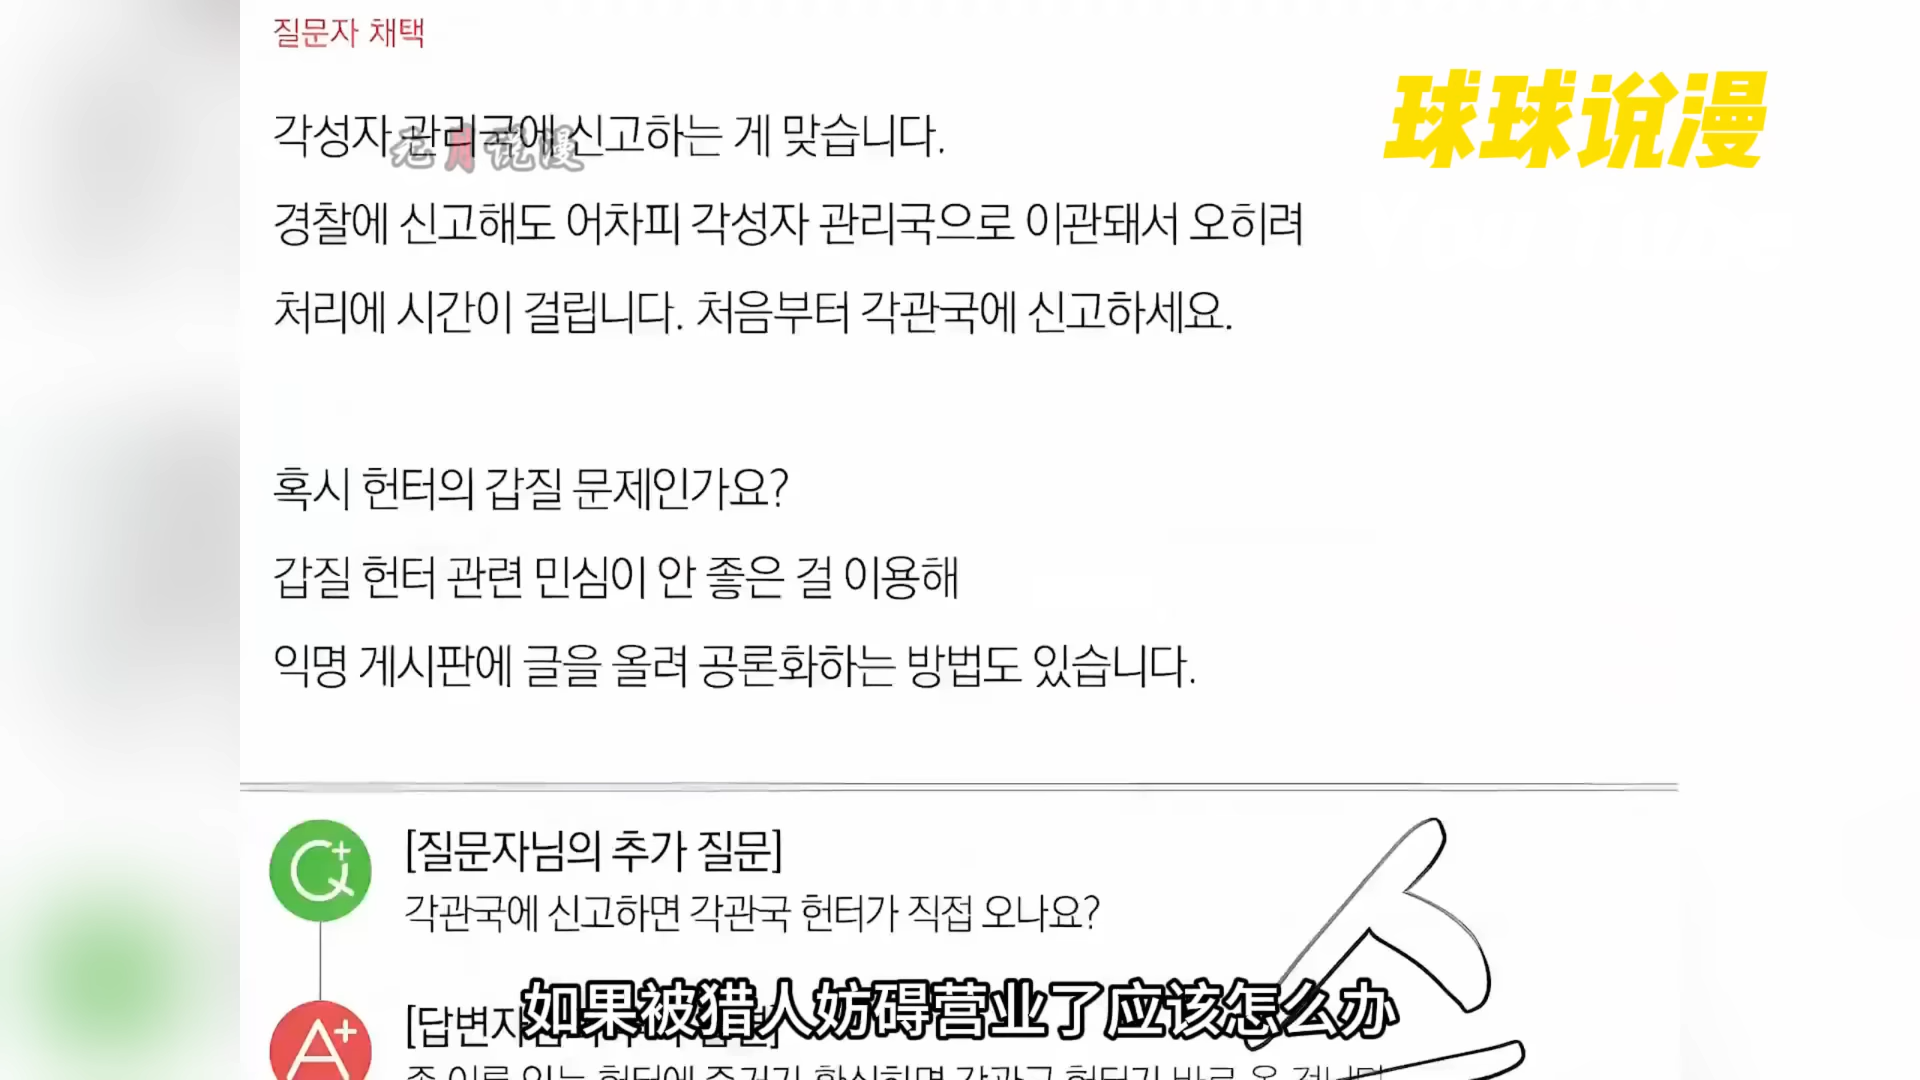 질문자 채택
球球说漫
각성자 관리국에 신고하는 게 맞습니다.
说漫
경찰에 신고해도 어차피 각성자 관리국으로 이관돼서 오히려
처리에 시간이 걸립니다. 처음부터 각관국에 신고하세요.
혹시 헌터의 갑질 문제인가요?
갑질 헌터 관련 민심이 안 좋은 걸 이용해
익명 게시판에 글을 올려 공론화하는 방법도 있습니다.
[질문자님의 추가 질문]
각관국에 신고하면 각관국 헌터가 직접 오나요?
如果被猎人妨碍营业了应该怎么办